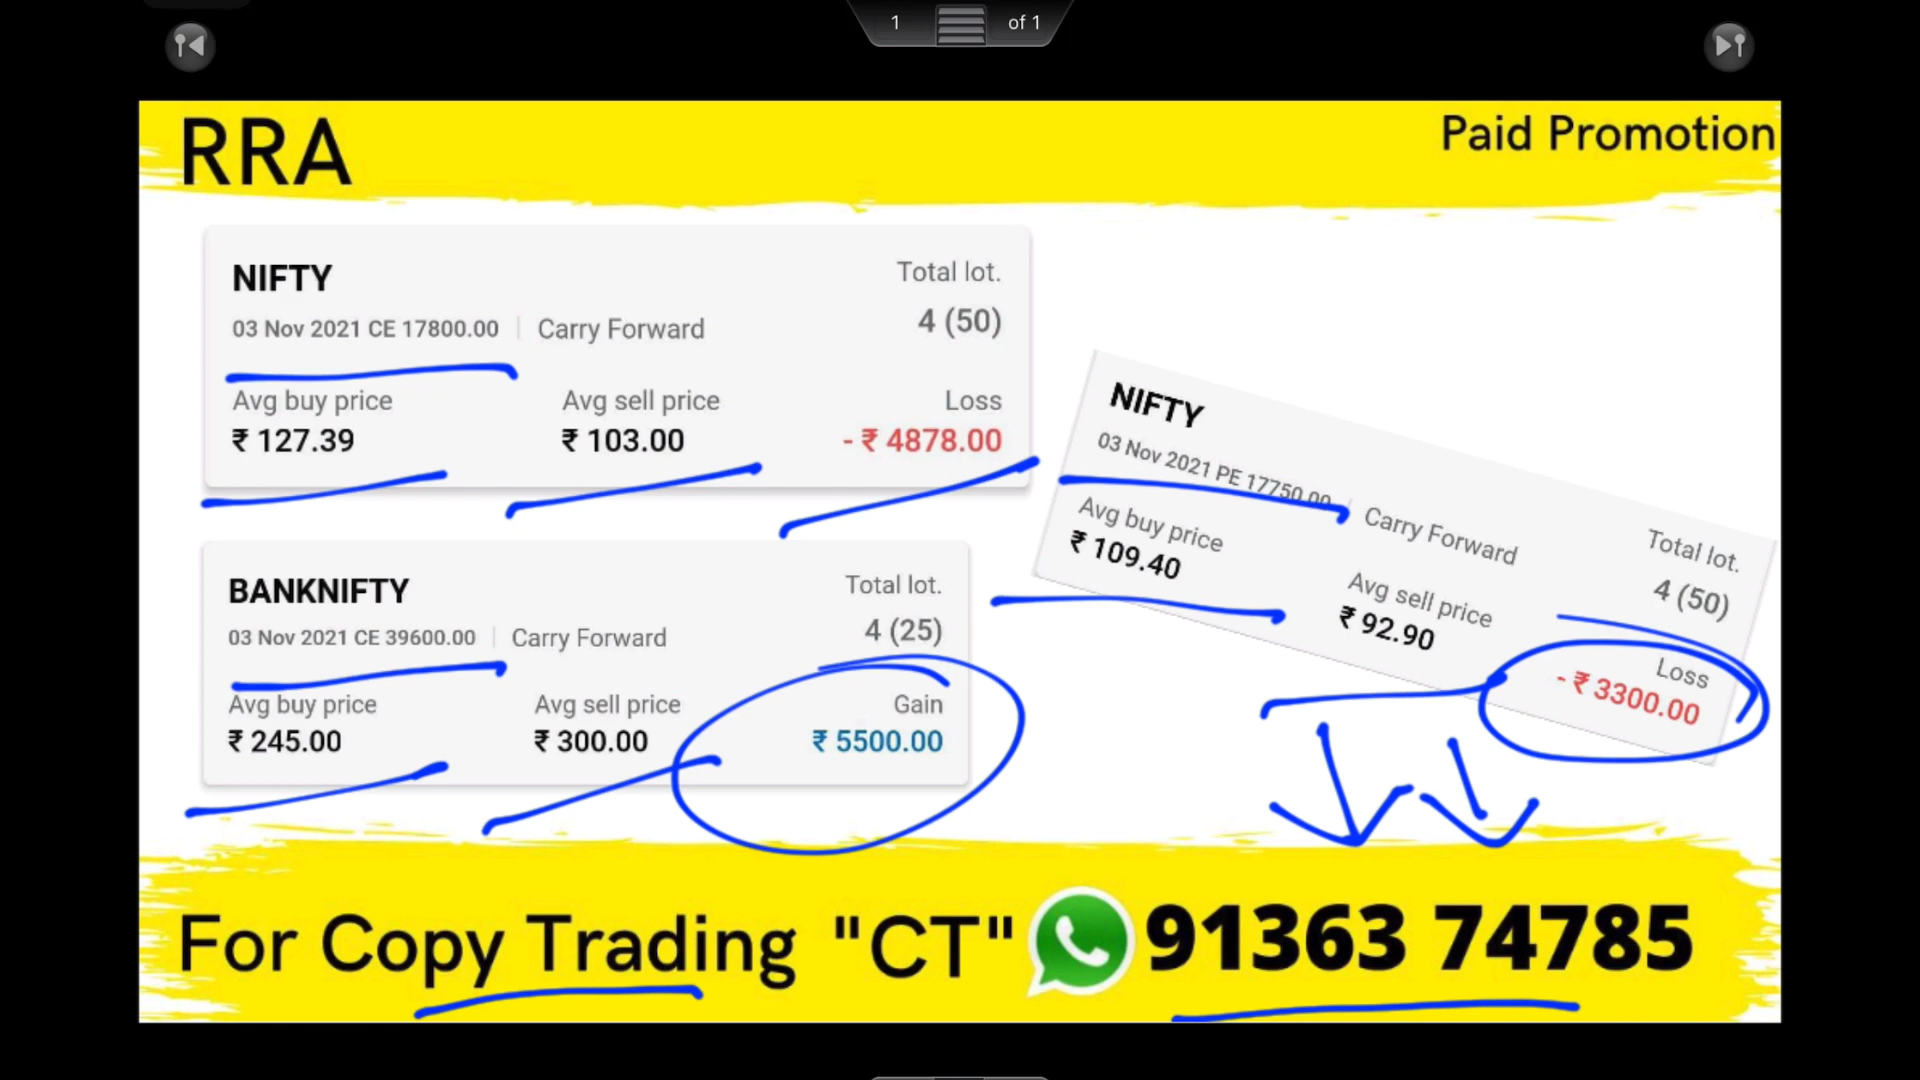 1 of 1
RRA
Paid Promotion
NIFTY
Total lot.
03 Nov 2021 CE 17800.00 Carry Forward
4 (50)
Avg buy price Avg sell price Loss
₹ 127.39 ₹ 103.00 - ₹ 4878.00
NIFTY
03 Nov 2021 PE 17750.00 Carry Forward
Total lot.
4 (50)
Avg buy price Avg sell price Loss
₹ 109.40 ₹ 92.90 - ₹ 3300.00
BANKNIFTY
Total lot.
03 Nov 2021 CE 39600.00 Carry Forward
4 (25)
Avg buy price Avg sell price Gain
₹ 245.00 ₹ 300.00 ₹ 5500.00
For Copy Trading "CT" 91363 74785